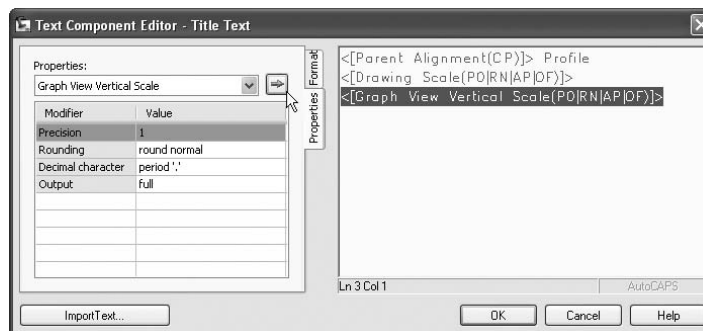 Text Component Editor - Title Text
Properties:
Graph View Vertical Scale
Modifier Value
Precision 1
Rounding round normal
Decimal character period '.'
Output full
Format
Properties
<[Parent Alignment(CP)]> Profile
<[Drawing Scale(P0|RN|AP|OF)]>
<[Graph View Vertical Scale(P0|RN|AP|OF)]>
Ln 3 Col 1
AutoCAPS
ImportText...
OK
Cancel
Help